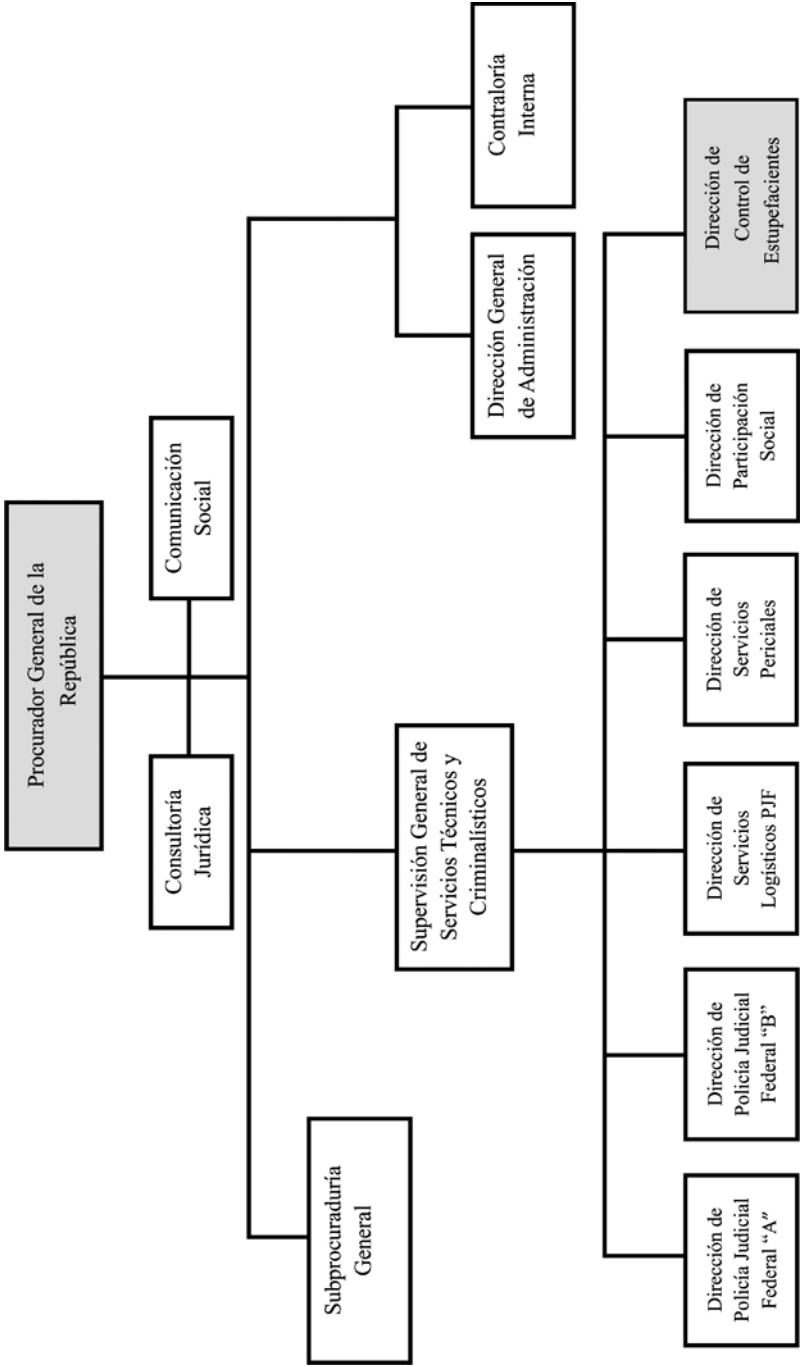 Procurador General de la
República
Consultoría
Jurídica
Comunicación
Social
Subprocuraduría
General
Supervisión General de
Servicios Técnicos y
Criminalísticos
Dirección General
de Administración
Contraloría
Interna
Dirección de
Policía Judicial
Federal “A”
Dirección de
Policía Judicial
Federal “B”
Dirección de
Servicios
Logísticos PJF
Dirección de
Servicios
Periciales
Dirección de
Participación
Social
Dirección de
Control de
Estupefacientes